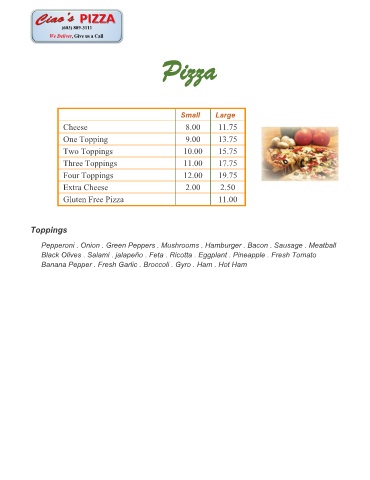 Ciao's PIZZA
(603) 889-3111
We Deliver, Give us a Call
Pizza
Small Large
Cheese 8.00 11.75
One Topping 9.00 13.75
Two Toppings 10.00 15.75
Three Toppings 11.00 17.75
Four Toppings 12.00 19.75
Extra Cheese 2.00 2.50
Gluten Free Pizza 11.00
Toppings
Pepperoni . Onion . Green Peppers . Mushrooms . Hamburger . Bacon . Sausage . Meatball
Black Olives . Salami . jalapeño . Feta . Ricotta . Eggplant . Pineapple . Fresh Tomato
Banana Pepper . Fresh Garlic . Broccoli . Gyro . Ham . Hot Ham